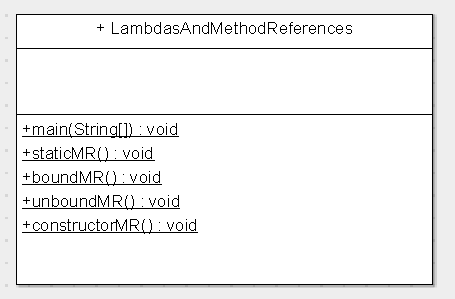 + LambdasAndMethodReferences
+main(String[]) : void
+staticMR() : void
+boundMR() : void
+unboundMR() : void
+constructorMR() : void